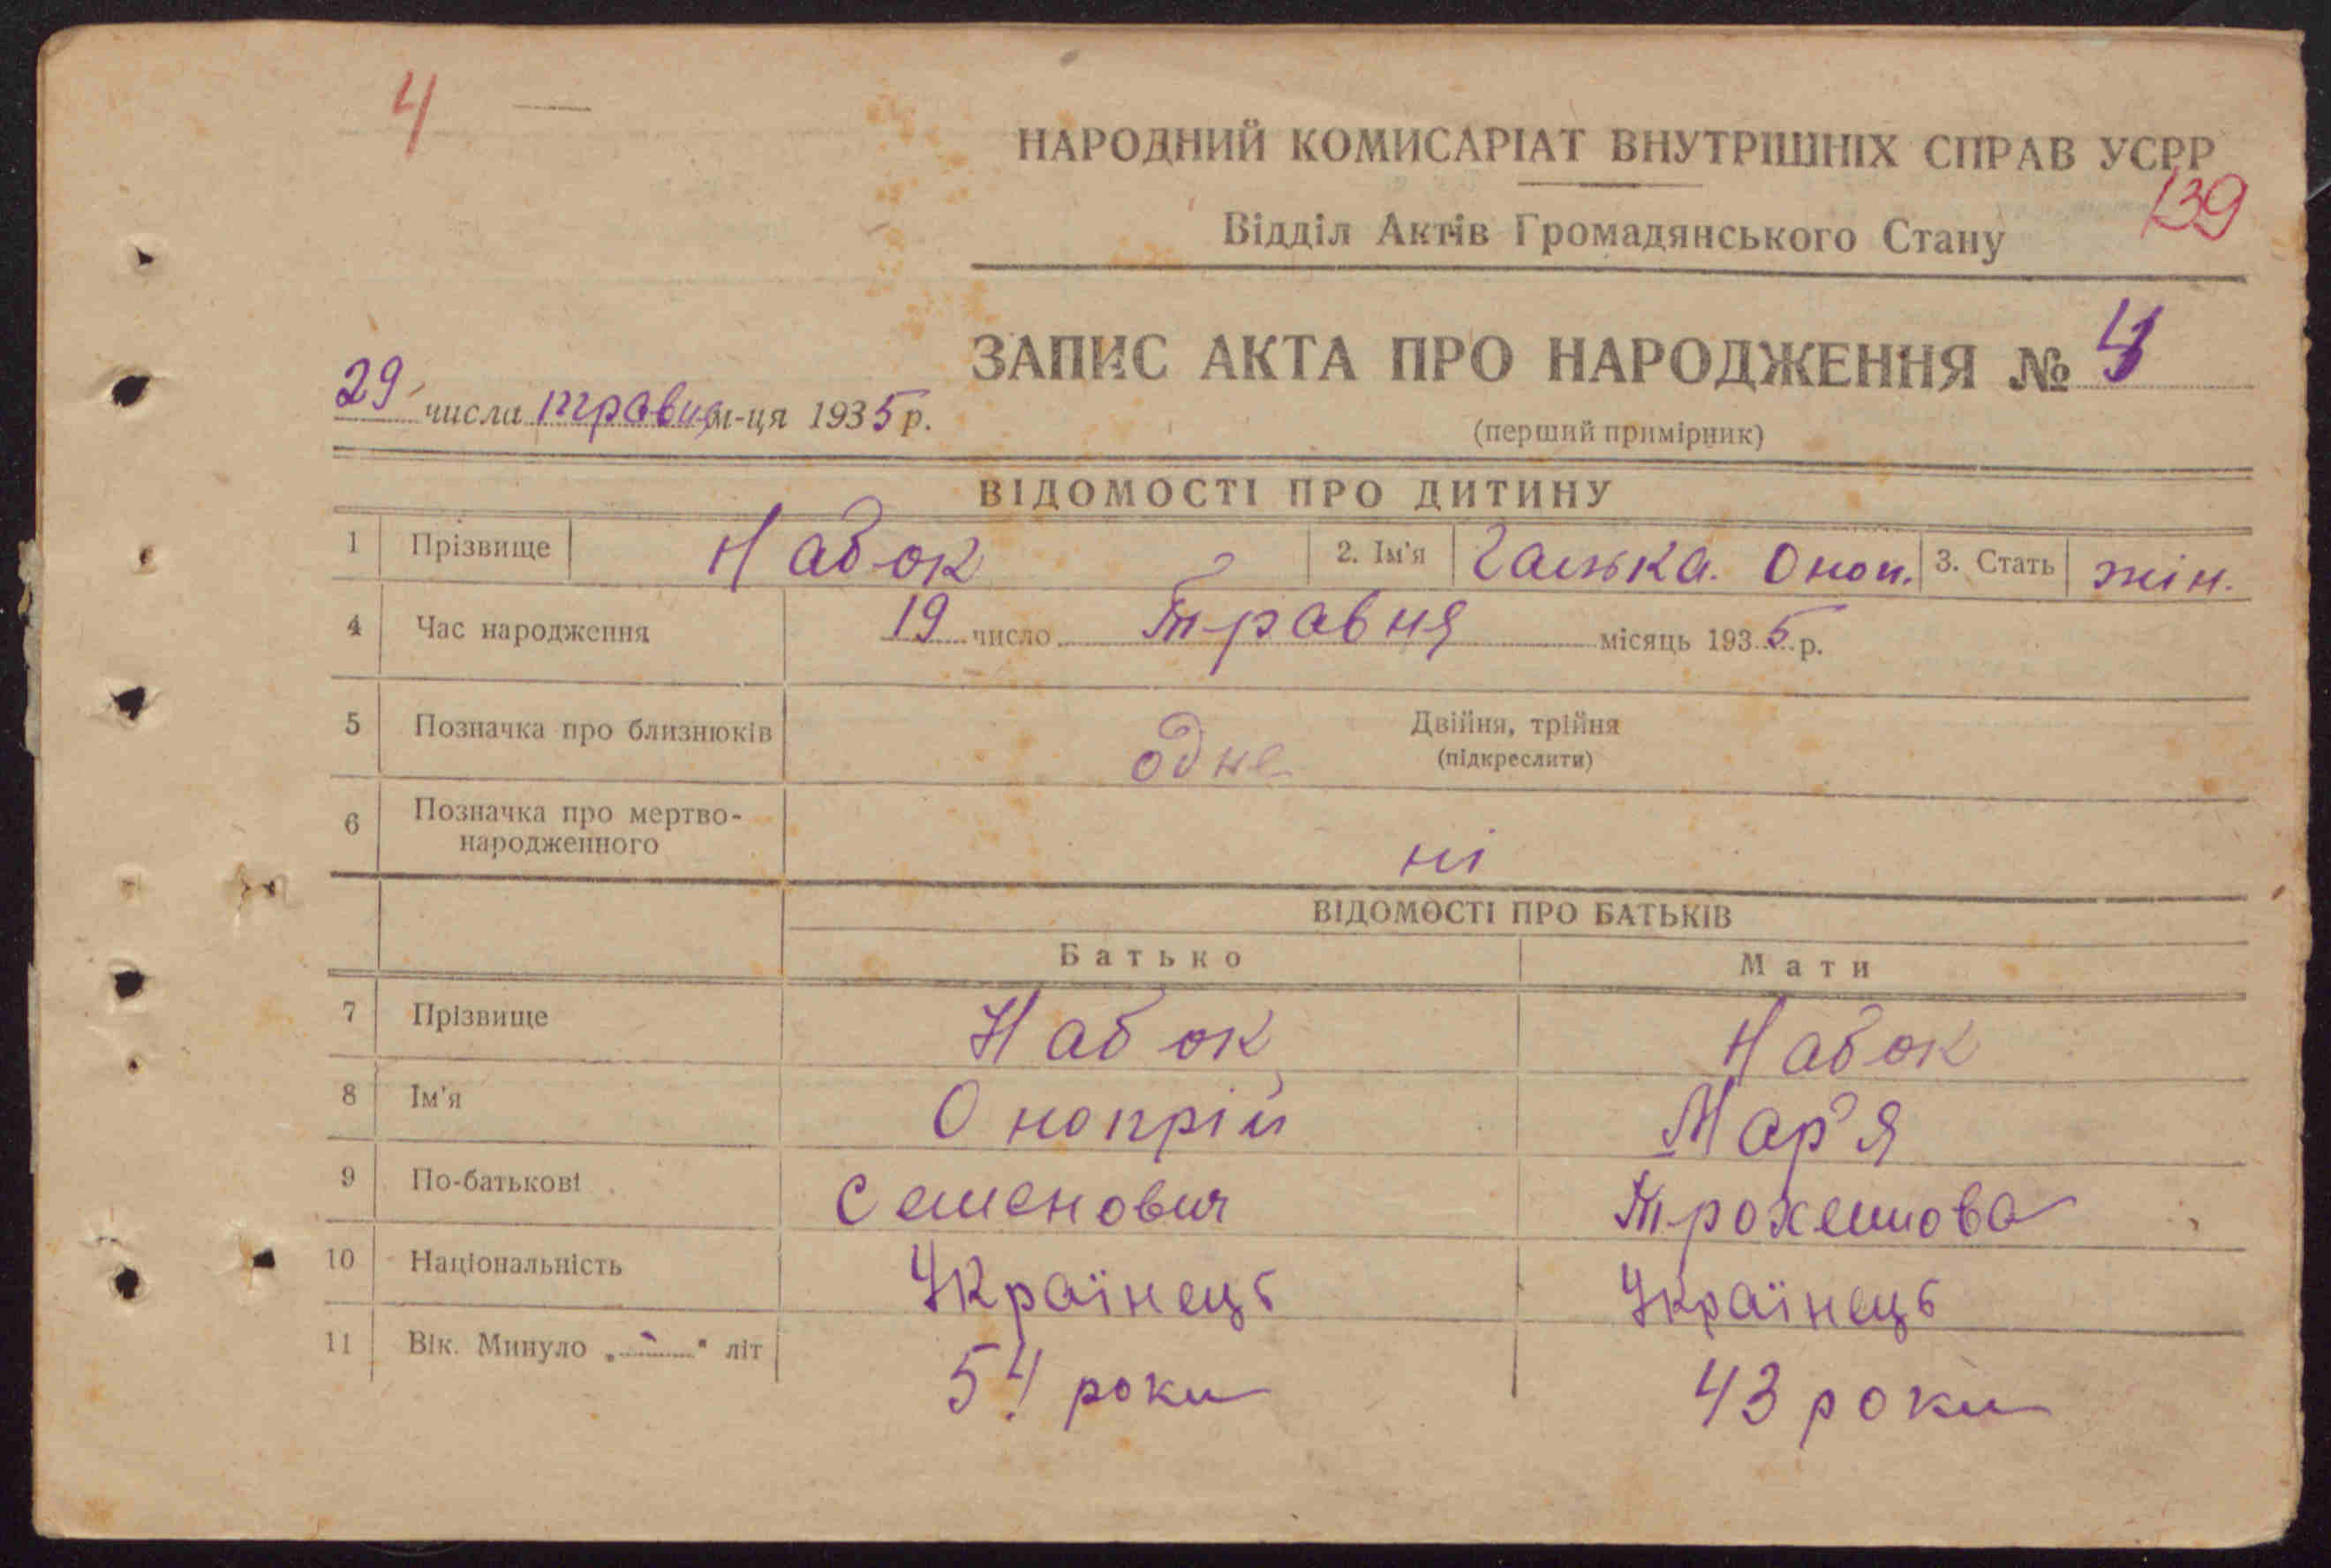 4
НАРОДНИЙ КОМИСАРІАТ ВНУТРІШНІХ СПРАВ УСРР
139
Відділ Актів Громадянського Стану
ЗАПИС АКТА ПРО НАРОДЖЕННЯ № 4
29 числа травня м-ця 1935 р.
(перший примірник)
ВІДОМОСТІ ПРО ДИТИНУ
1 Прізвище Набок 2. Ім'я Галька. Оноп. 3. Стать жін.
4 Час народження 19 число Травня місяць 1935 р.
5 Позначка про близнюків одне Двійня, трійня
(підкреслити)
6 Позначка про мертво-
народженного ні
ВІДОМОСТІ ПРО БАТЬКІВ
Батько Мати
7 Прізвище Набок Набок
8 Ім'я Онопрій Мар'я
9 По-батькові Семенович
10 Національність Українець Українець
11 Вік. Минуло „ " літ 54 роки 43 роки